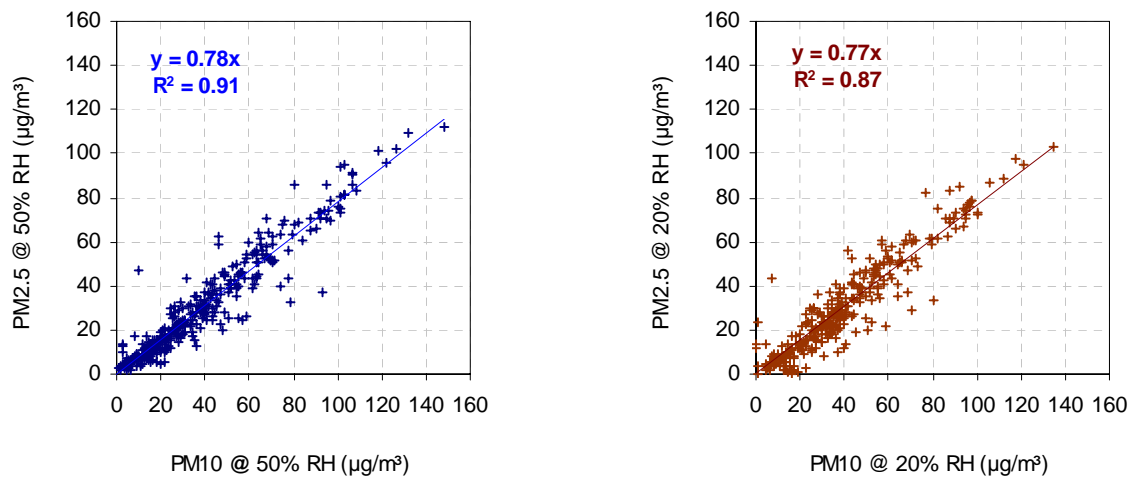 160
140
120
100
80
60
40
20
0
PM2.5 @ 50% RH (µg/m³)
y = 0.78x
R² = 0.91
0 20 40 60 80 100 120 140 160
PM10 @ 50% RH (µg/m³)
160
140
120
100
80
60
40
20
0
PM2.5 @ 20% RH (µg/m³)
y = 0.77x
R² = 0.87
0 20 40 60 80 100 120 140 160
PM10 @ 20% RH (µg/m³)